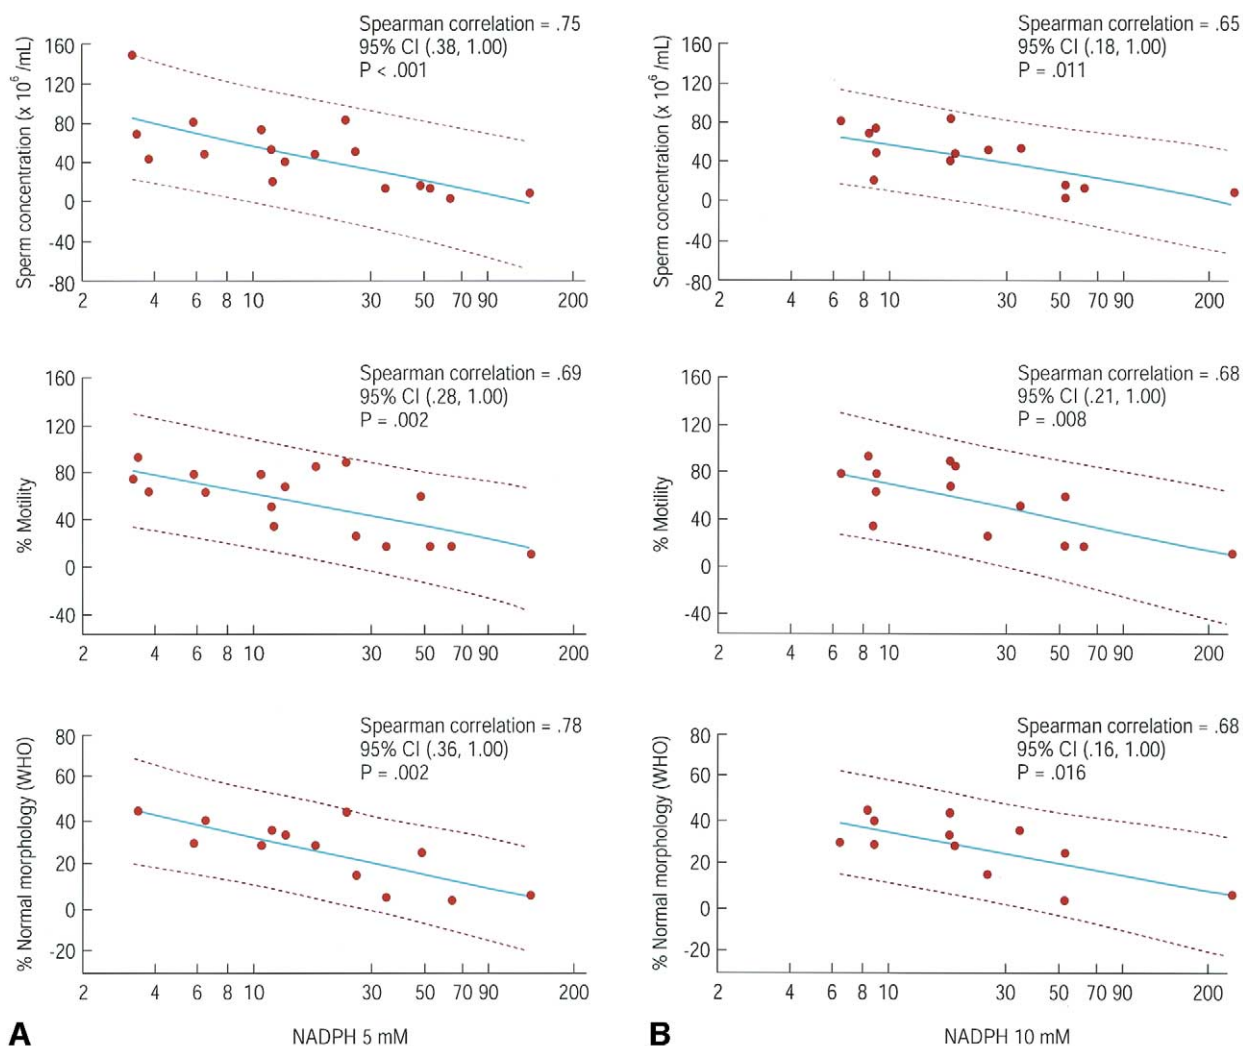 Spearman correlation = .75
95% CI (.38, 1.00)
P < .001
Sperm concentration (x 10⁶ /mL)
160
120
80
40
0
-40
-80
2 4 6 8 10 30 50 70 90 200
Spearman correlation = .65
95% CI (.18, 1.00)
P = .011
Sperm concentration (x 10⁶ /mL)
160
120
80
40
0
-40
-80
2 4 6 8 10 30 50 70 90 200
Spearman correlation = .69
95% CI (.28, 1.00)
P = .002
% Motility
160
120
80
40
0
-40
2 4 6 8 10 30 50 70 90 200
Spearman correlation = .68
95% CI (.21, 1.00)
P = .008
% Motility
160
120
80
40
0
-40
2 4 6 8 10 30 50 70 90 200
Spearman correlation = .78
95% CI (.36, 1.00)
P = .002
% Normal morphology (WHO)
80
60
40
20
0
-20
2 4 6 8 10 30 50 70 90 200
Spearman correlation = .68
95% CI (.16, 1.00)
P = .016
% Normal morphology (WHO)
80
60
40
20
0
-20
2 4 6 8 10 30 50 70 90 200
A NADPH 5 mM
B NADPH 10 mM